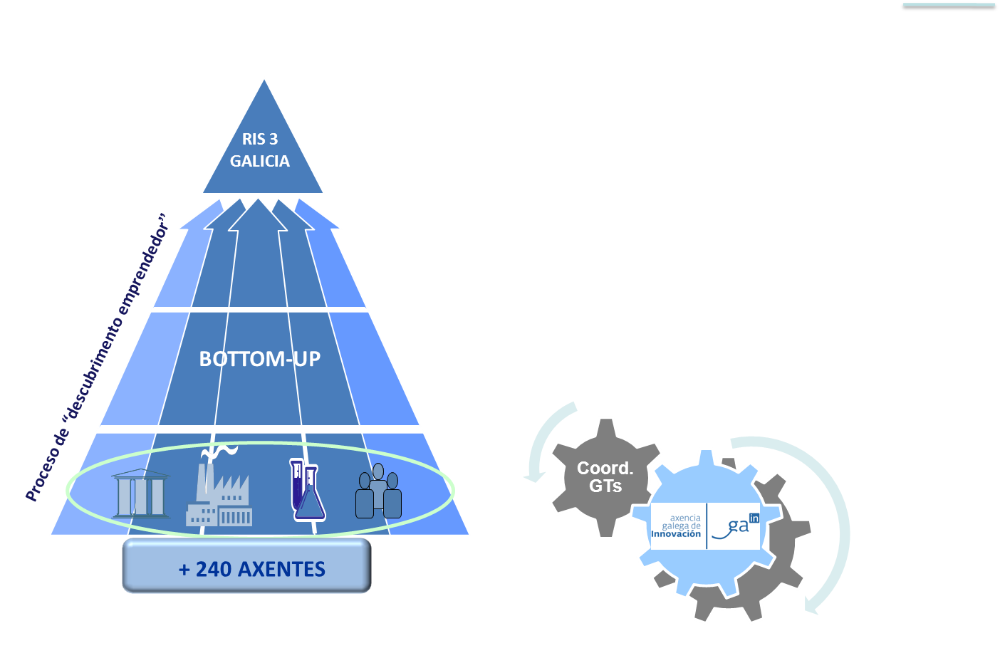 RIS 3
GALICIA
Proceso de “descubrimento emprendedor”
BOTTOM-UP
+ 240 AXENTES
Coord.
GTs
axencia
galega de
Innovación
gain